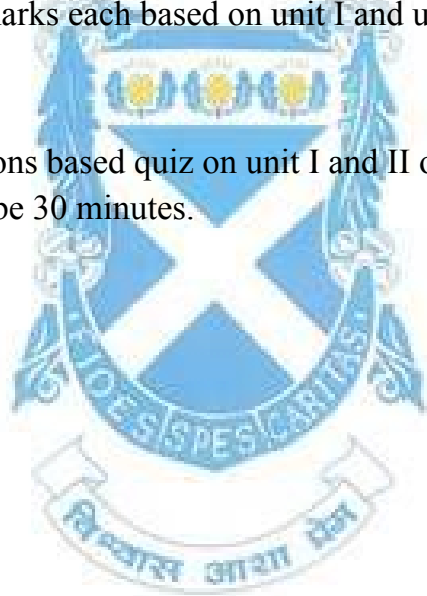 arks each based on unit I and u
ons based quiz on unit I and II o
be 30 minutes.
FIDES SPES CARITAS
विश्वास आशा प्रेम